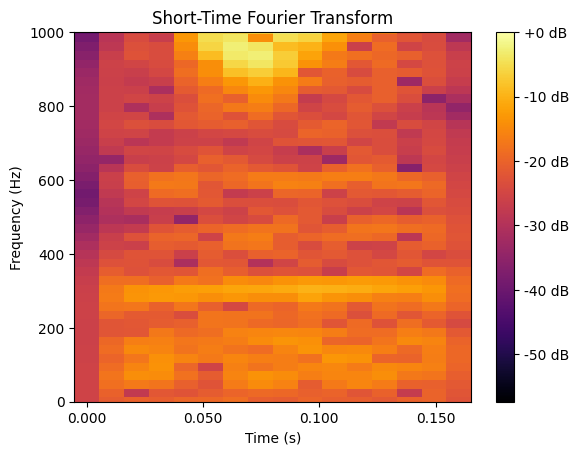 Short-Time Fourier Transform
1000
800
600
400
200
0
Frequency (Hz)
0.000
0.050
0.100
0.150
Time (s)
+0 dB
-10 dB
-20 dB
-30 dB
-40 dB
-50 dB